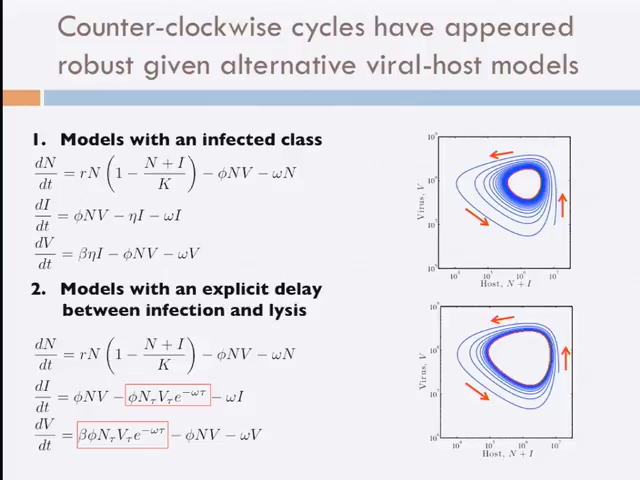 Counter-clockwise cycles have appeared
robust given alternative viral-host models
1. Models with an infected class
dN/dt = rN (1 − (N + I)/K) − ϕNV − ωN
dI/dt = ϕNV − ηI − ωI
dV/dt = βηI − ϕNV − ωV
2. Models with an explicit delay
between infection and lysis
dN/dt = rN (1 − (N + I)/K) − ϕNV − ωN
dI/dt = ϕNV − ϕN_τV_τe^{−ωτ} − ωI
dV/dt = βϕN_τV_τe^{−ωτ} − ϕNV − ωV
Virus, V
Host, N + I
Virus, V
Host, N + I